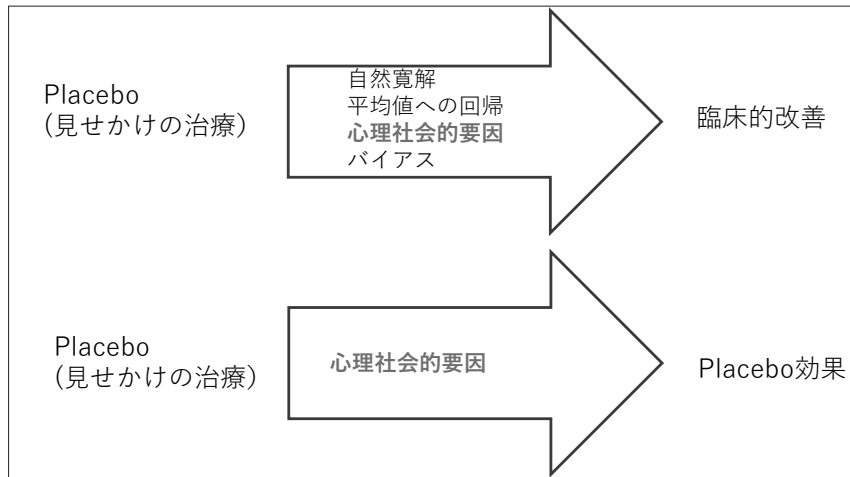 Placebo
(見せかけの治療)
自然寛解
平均値への回帰
心理社会的要因
バイアス
臨床的改善
Placebo
(見せかけの治療)
心理社会的要因
Placebo効果